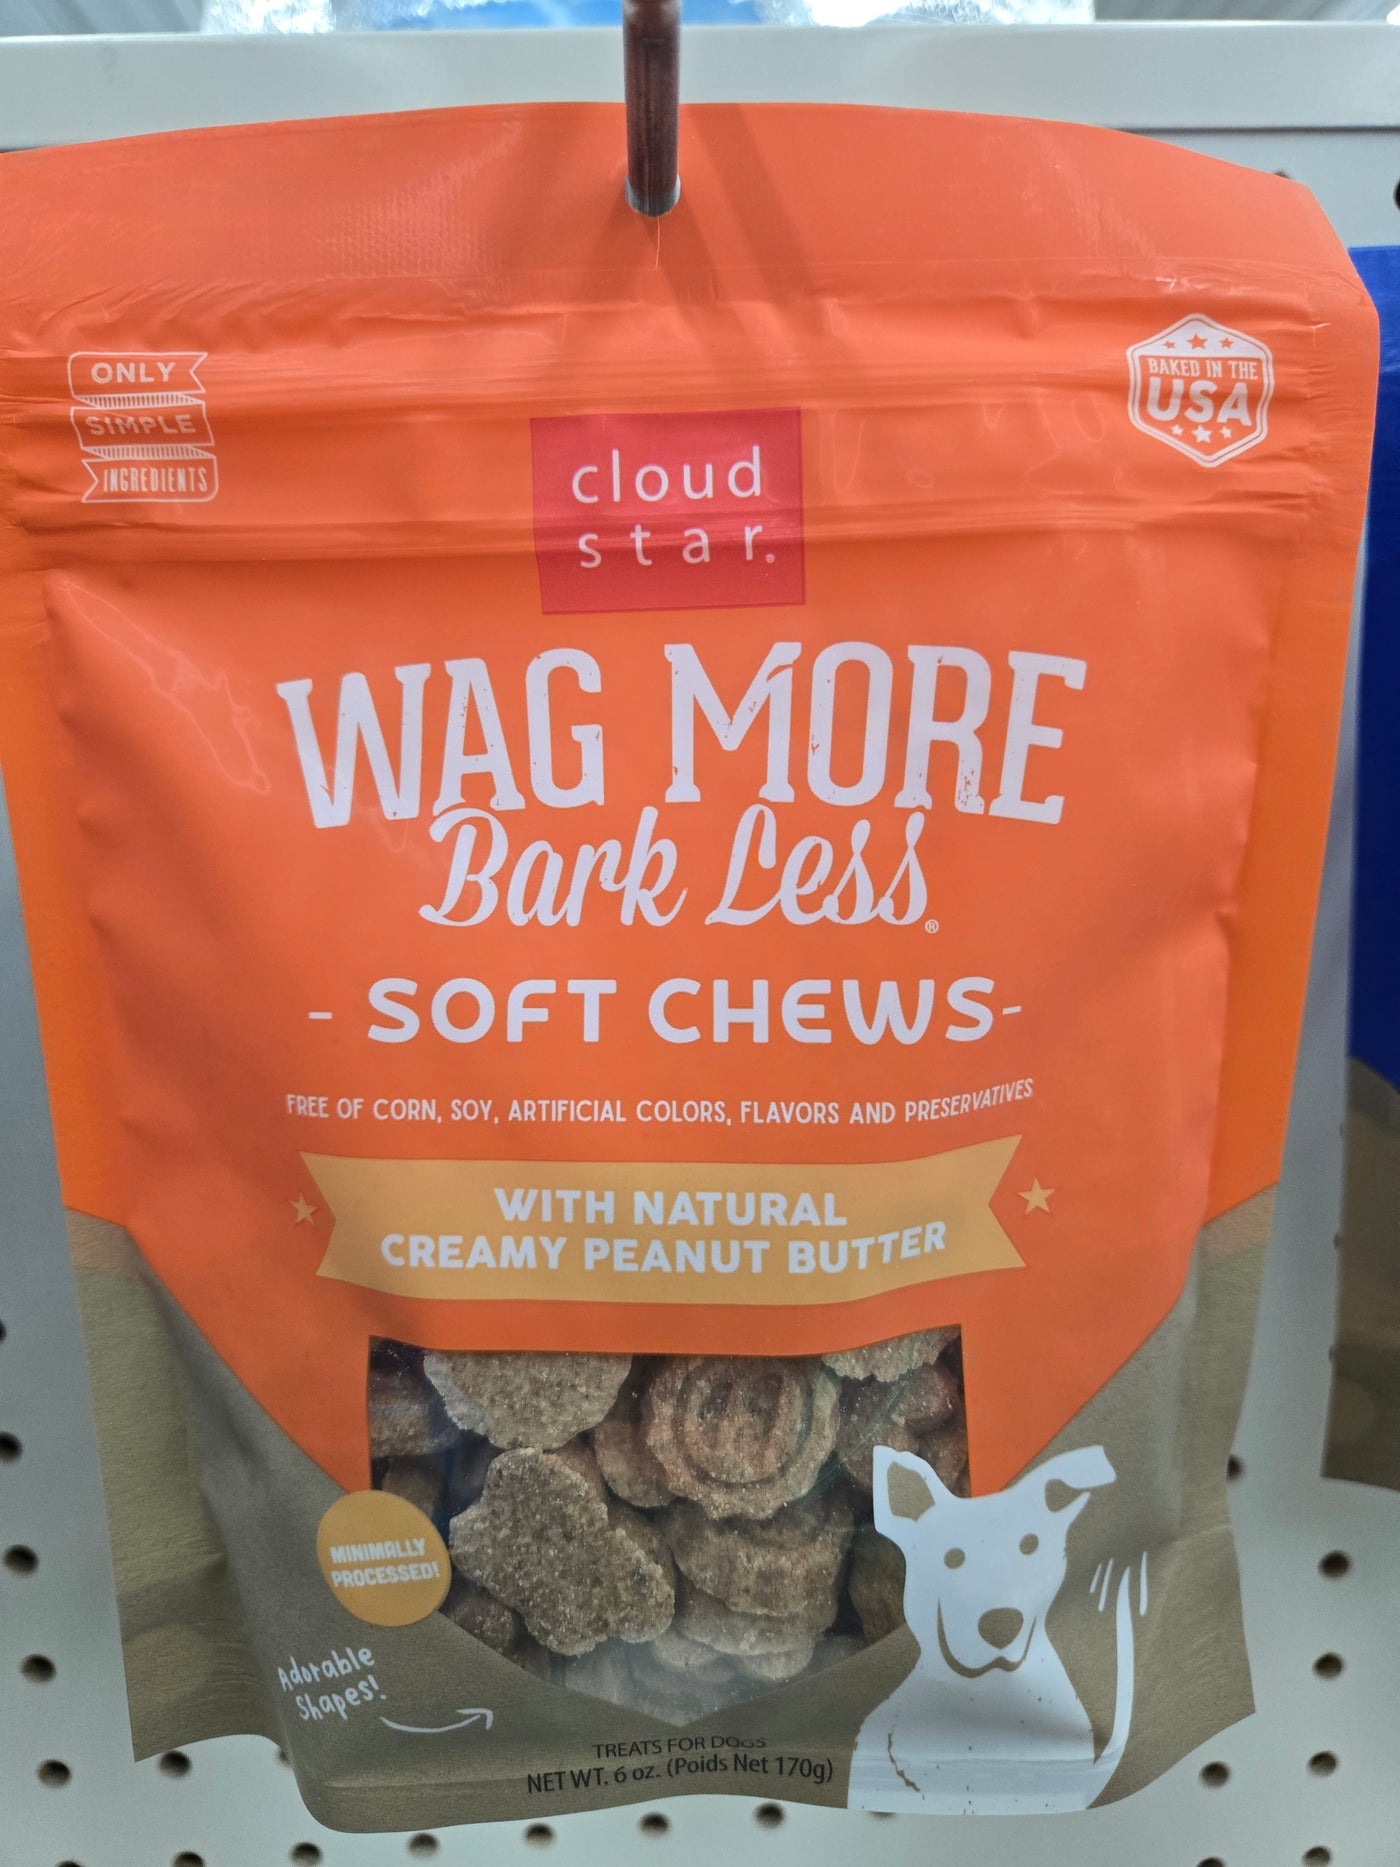 ONLY
SIMPLE
INGREDIENTS
BAKED IN THE
USA
cloud
star®
WAG MORE
Bark Less®
- SOFT CHEWS -
FREE OF CORN, SOY, ARTIFICIAL COLORS, FLAVORS AND PRESERVATIVES
WITH NATURAL
CREAMY PEANUT BUTTER
MINIMALLY
PROCESSED!
Adorable
Shapes!
TREATS FOR DOGS
NET WT. 6 oz. (Poids Net 170g)